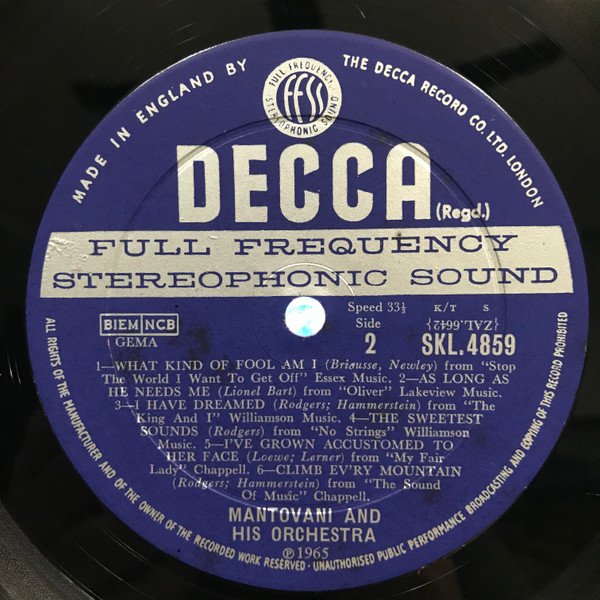 MADE IN ENGLAND BY
FULL FREQUENCY
FFSS
STEREOPHONIC SOUND
THE DECCA RECORD CO. LTD. LONDON
DECCA (Regd.)
FULL FREQUENCY
STEREOPHONIC SOUND
Speed 33⅓ K/T S
BIEM NCB
GEMA
Side
2
{ZAL.6642}
SKL.4859
1—WHAT KIND OF FOOL AM I (Briousse, Newley) from "Stop
The World I Want To Get Off" Essex Music. 2—AS LONG AS
HE NEEDS ME (Lionel Bart) from "Oliver" Lakeview Music.
3—I HAVE DREAMED (Rodgers; Hammerstein) from "The
King And I" Williamson Music. 4—THE SWEETEST
SOUNDS (Rodgers) from "No Strings" Williamson
Music. 5—I'VE GROWN ACCUSTOMED TO
HER FACE (Loewe; Lerner) from "My Fair
Lady" Chappell. 6—CLIMB EV'RY MOUNTAIN
(Rodgers; Hammerstein) from "The Sound
Of Music" Chappell.
MANTOVANI AND
HIS ORCHESTRA
℗1965
ALL RIGHTS OF THE MANUFACTURER AND OF THE OWNER OF THE RECORDED WORK RESERVED · UNAUTHORISED PUBLIC PERFORMANCE BROADCASTING AND COPYING OF THIS RECORD PROHIBITED